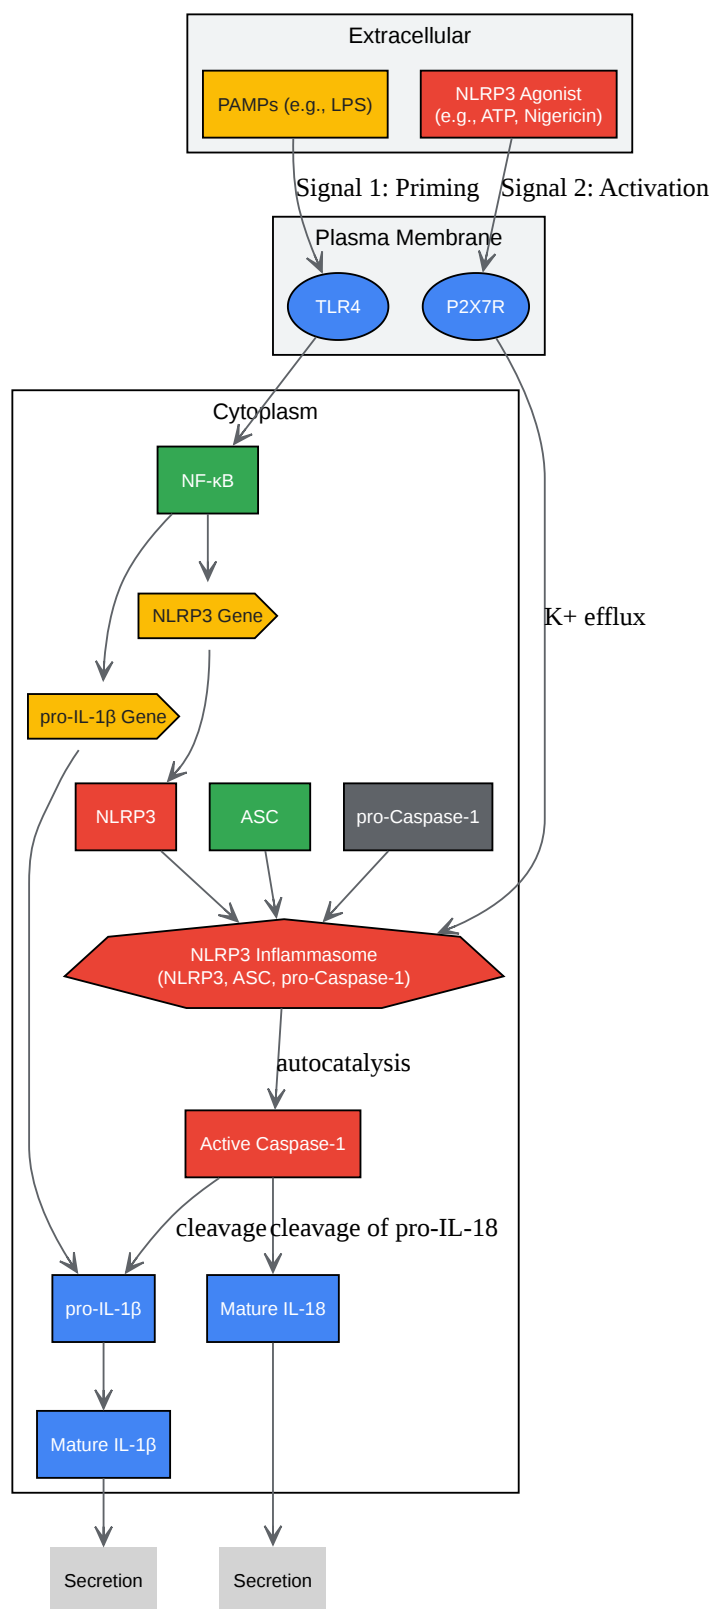 Extracellular
PAMPs (e.g., LPS)
NLRP3 Agonist
(e.g., ATP, Nigericin)
Signal 1: Priming
Signal 2: Activation
Plasma Membrane
TLR4
P2X7R
Cytoplasm
NF-κB
NLRP3 Gene
K+ efflux
pro-IL-1β Gene
NLRP3
ASC
pro-Caspase-1
NLRP3 Inflammasome
(NLRP3, ASC, pro-Caspase-1)
autocatalysis
Active Caspase-1
cleavage
cleavage of pro-IL-18
pro-IL-1β
Mature IL-18
Mature IL-1β
Secretion
Secretion